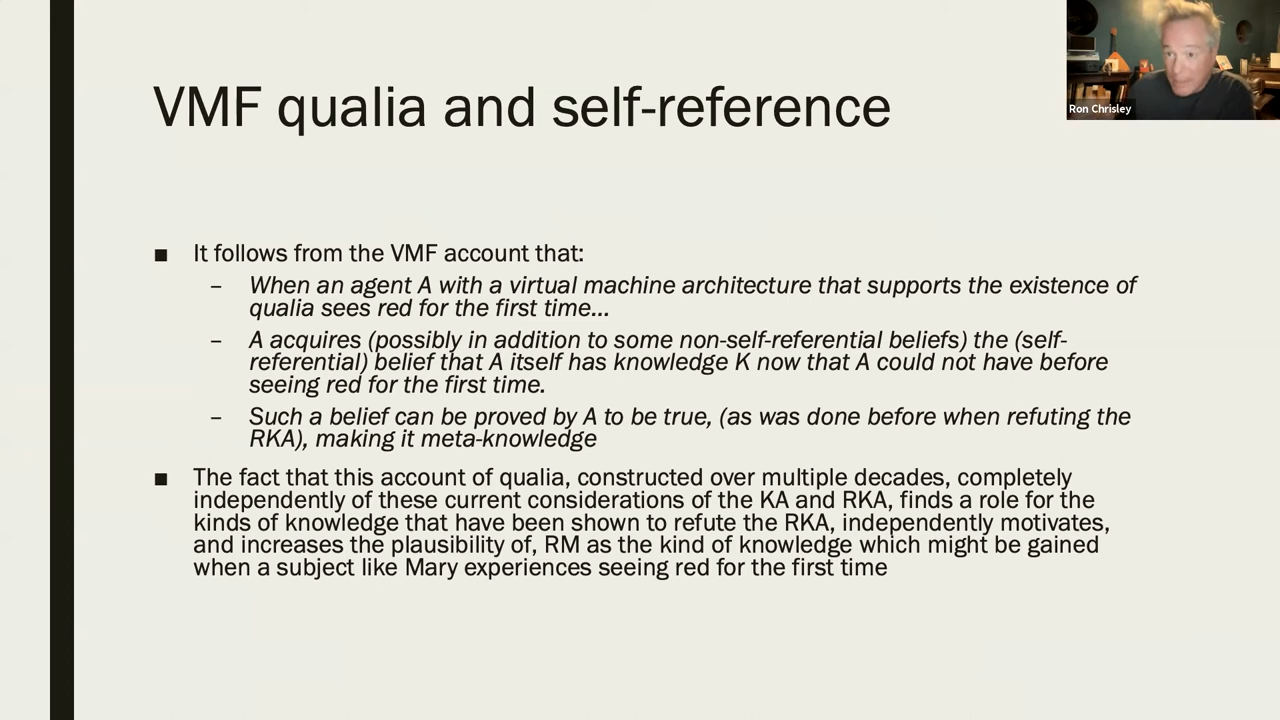 VMF qualia and self-reference
Ron Chrisley
■ It follows from the VMF account that:
– When an agent A with a virtual machine architecture that supports the existence of
qualia sees red for the first time...
– A acquires (possibly in addition to some non-self-referential beliefs) the (self-
referential) belief that A itself has knowledge K now that A could not have before
seeing red for the first time.
– Such a belief can be proved by A to be true, (as was done before when refuting the
RKA), making it meta-knowledge
■ The fact that this account of qualia, constructed over multiple decades, completely
independently of these current considerations of the KA and RKA, finds a role for the
kinds of knowledge that have been shown to refute the RKA, independently motivates,
and increases the plausibility of, RM as the kind of knowledge which might be gained
when a subject like Mary experiences seeing red for the first time